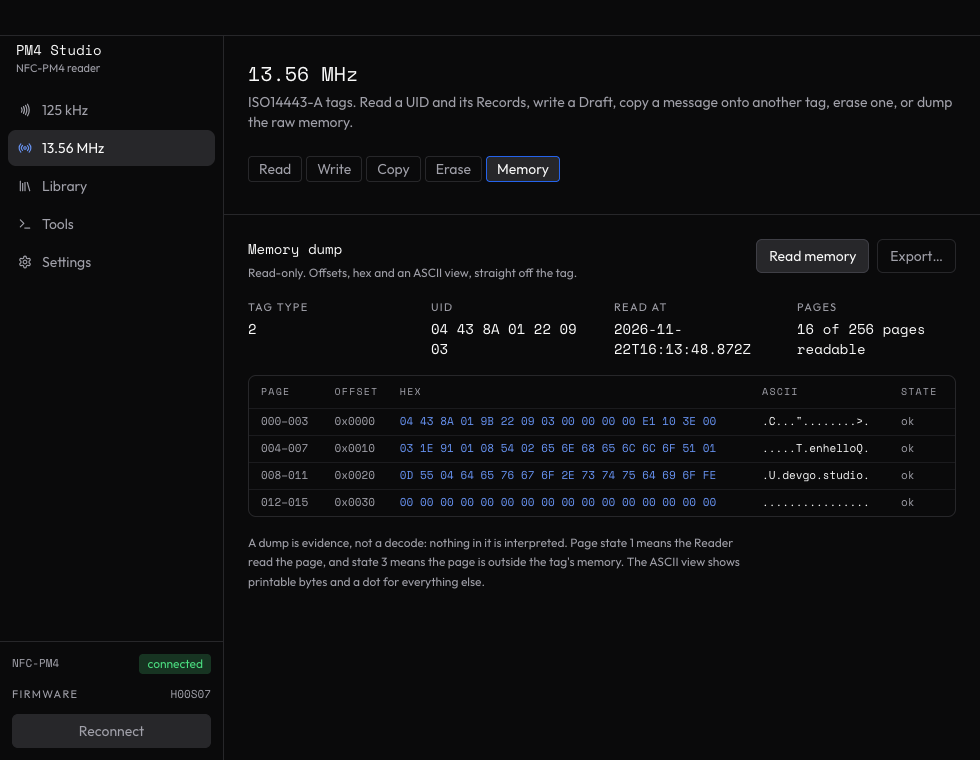 PM4 Studio
NFC-PM4 reader
125 kHz
13.56 MHz
Library
Tools
Settings
NFC-PM4 connected
FIRMWARE H00S07
Reconnect
13.56 MHz
ISO14443-A tags. Read a UID and its Records, write a Draft, copy a message onto another tag, erase one, or dump
the raw memory.
Read Write Copy Erase Memory
Memory dump
Read-only. Offsets, hex and an ASCII view, straight off the tag.
Read memory Export…
TAG TYPE UID READ AT PAGES
2 04 43 8A 01 22 09 2026-11- 16 of 256 pages
03 22T16:13:48.872Z readable
PAGE OFFSET HEX ASCII STATE
000–003 0x0000 04 43 8A 01 9B 22 09 03 00 00 00 00 E1 10 3E 00 .C..."........>. ok
004–007 0x0010 03 1E 91 01 08 54 02 65 6E 68 65 6C 6C 6F 51 01 .....T.enhelloQ. ok
008–011 0x0020 0D 55 04 64 65 76 67 6F 2E 73 74 75 64 69 6F FE .U.devgo.studio. ok
012–015 0x0030 00 00 00 00 00 00 00 00 00 00 00 00 00 00 00 00 ................ ok
A dump is evidence, not a decode: nothing in it is interpreted. Page state 1 means the Reader
read the page, and state 3 means the page is outside the tag's memory. The ASCII view shows
printable bytes and a dot for everything else.